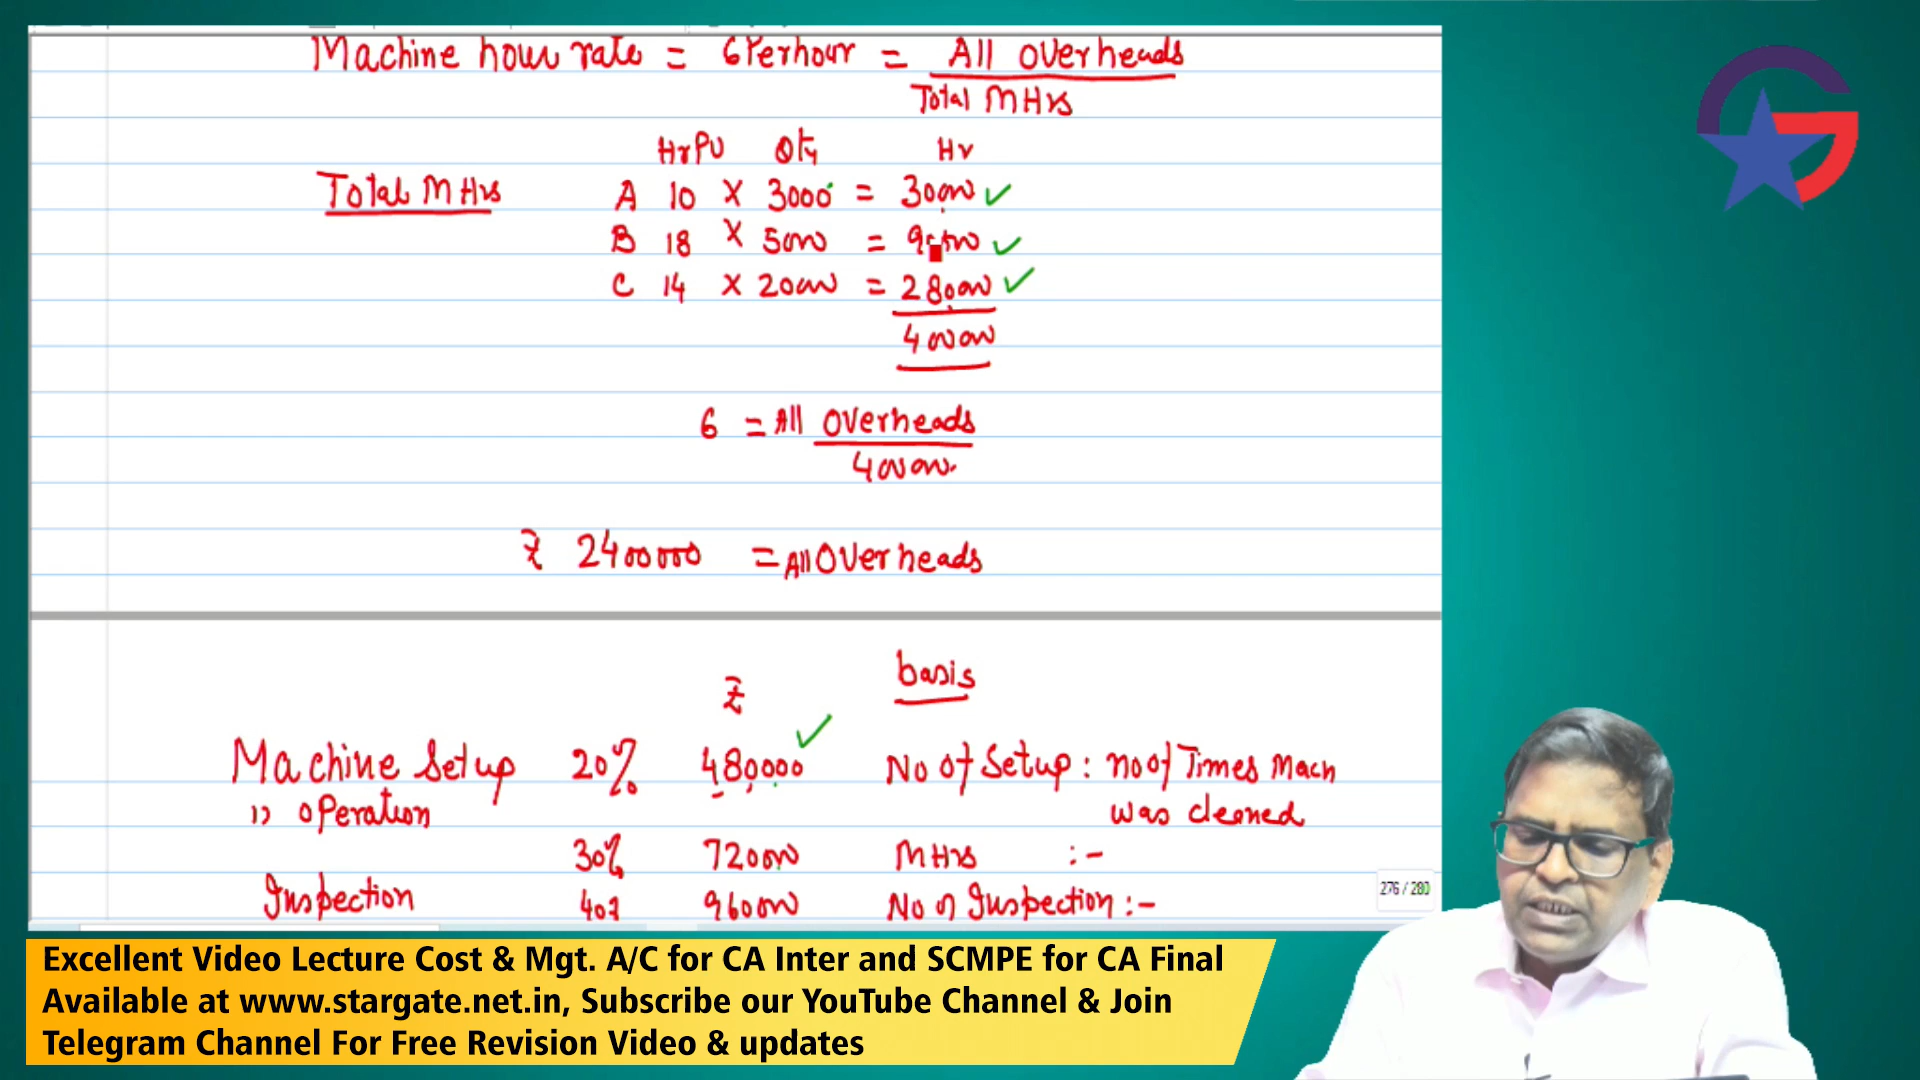 Machine hour rate = 6 Per hour = All overheads
Total M Hrs
Hr PU Qty Hr
Total M Hrs A 10 X 3000 = 30000 ✓
B 18 X 5000 = 90000 ✓
C 14 X 20000 = 280000 ✓
400000
6 = All overheads
400000
₹ 2400000 = All Overheads
₹ basis
Machine Setup 20% 480000 ✓ No of Setup : no of Times Mach
" operation was cleaned
30% 720000 MHrs :-
Inspection 40% 960000 No of Inspection :-
276 / 280
Excellent Video Lecture Cost & Mgt. A/C for CA Inter and SCMPE for CA Final
Available at www.stargate.net.in, Subscribe our YouTube Channel & Join
Telegram Channel For Free Revision Video & updates